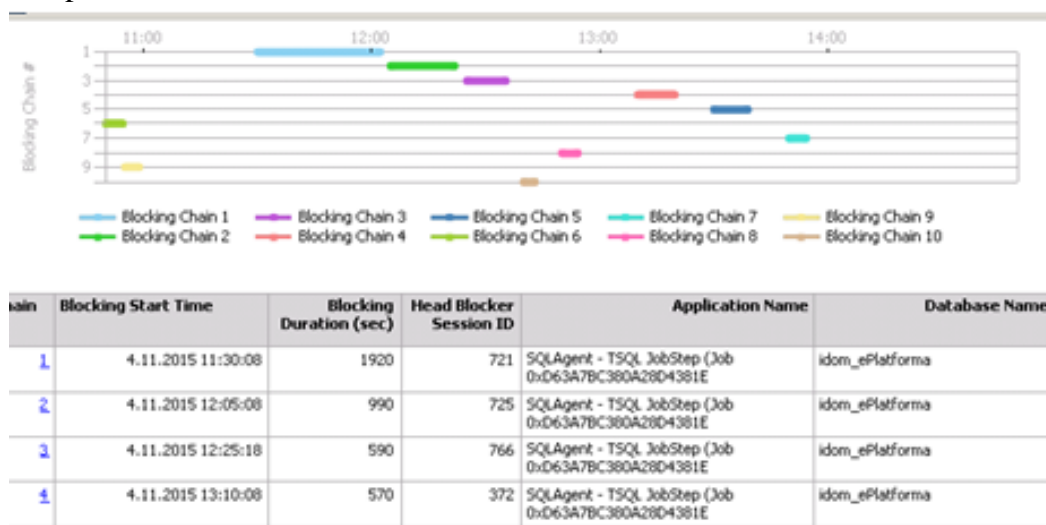 11:00 12:00 13:00 14:00
Blocking Chain #
1
3
5
7
9
Blocking Chain 1 Blocking Chain 3 Blocking Chain 5 Blocking Chain 7 Blocking Chain 9
Blocking Chain 2 Blocking Chain 4 Blocking Chain 6 Blocking Chain 8 Blocking Chain 10
ain Blocking Start Time Blocking Head Blocker Application Name Database Name
Duration (sec) Session ID
1 4.11.2015 11:30:08 1920 721 SQLAgent - TSQL JobStep (Job idom_ePlatforma
0xD63A7BC380A28D4381E
2 4.11.2015 12:05:08 990 725 SQLAgent - TSQL JobStep (Job idom_ePlatforma
0xD63A7BC380A28D4381E
3 4.11.2015 12:25:18 590 766 SQLAgent - TSQL JobStep (Job idom_ePlatforma
0xD63A7BC380A28D4381E
4 4.11.2015 13:10:08 570 372 SQLAgent - TSQL JobStep (Job idom_ePlatforma
0xD63A7BC380A28D4381E